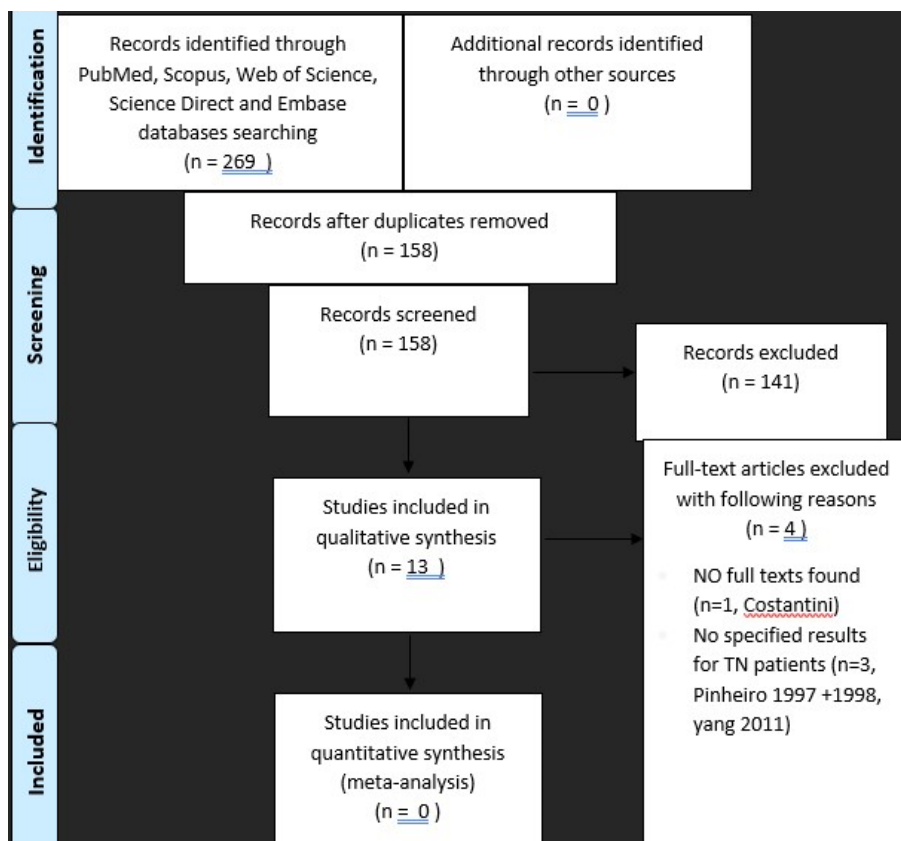 Identification
Records identified through
PubMed, Scopus, Web of Science,
Science Direct and Embase
databases searching
(n = 269 )
Additional records identified
through other sources
(n = 0 )
Records after duplicates removed
(n = 158)
Screening
Records screened
(n = 158)
Records excluded
(n = 141)
Eligibility
Studies included in
qualitative synthesis
(n = 13 )
Full-text articles excluded
with following reasons
(n = 4 )
NO full texts found
(n=1, Costantini)
No specified results
for TN patients (n=3,
Pinheiro 1997 +1998,
yang 2011)
Included
Studies included in
quantitative synthesis
(meta-analysis)
(n = 0 )